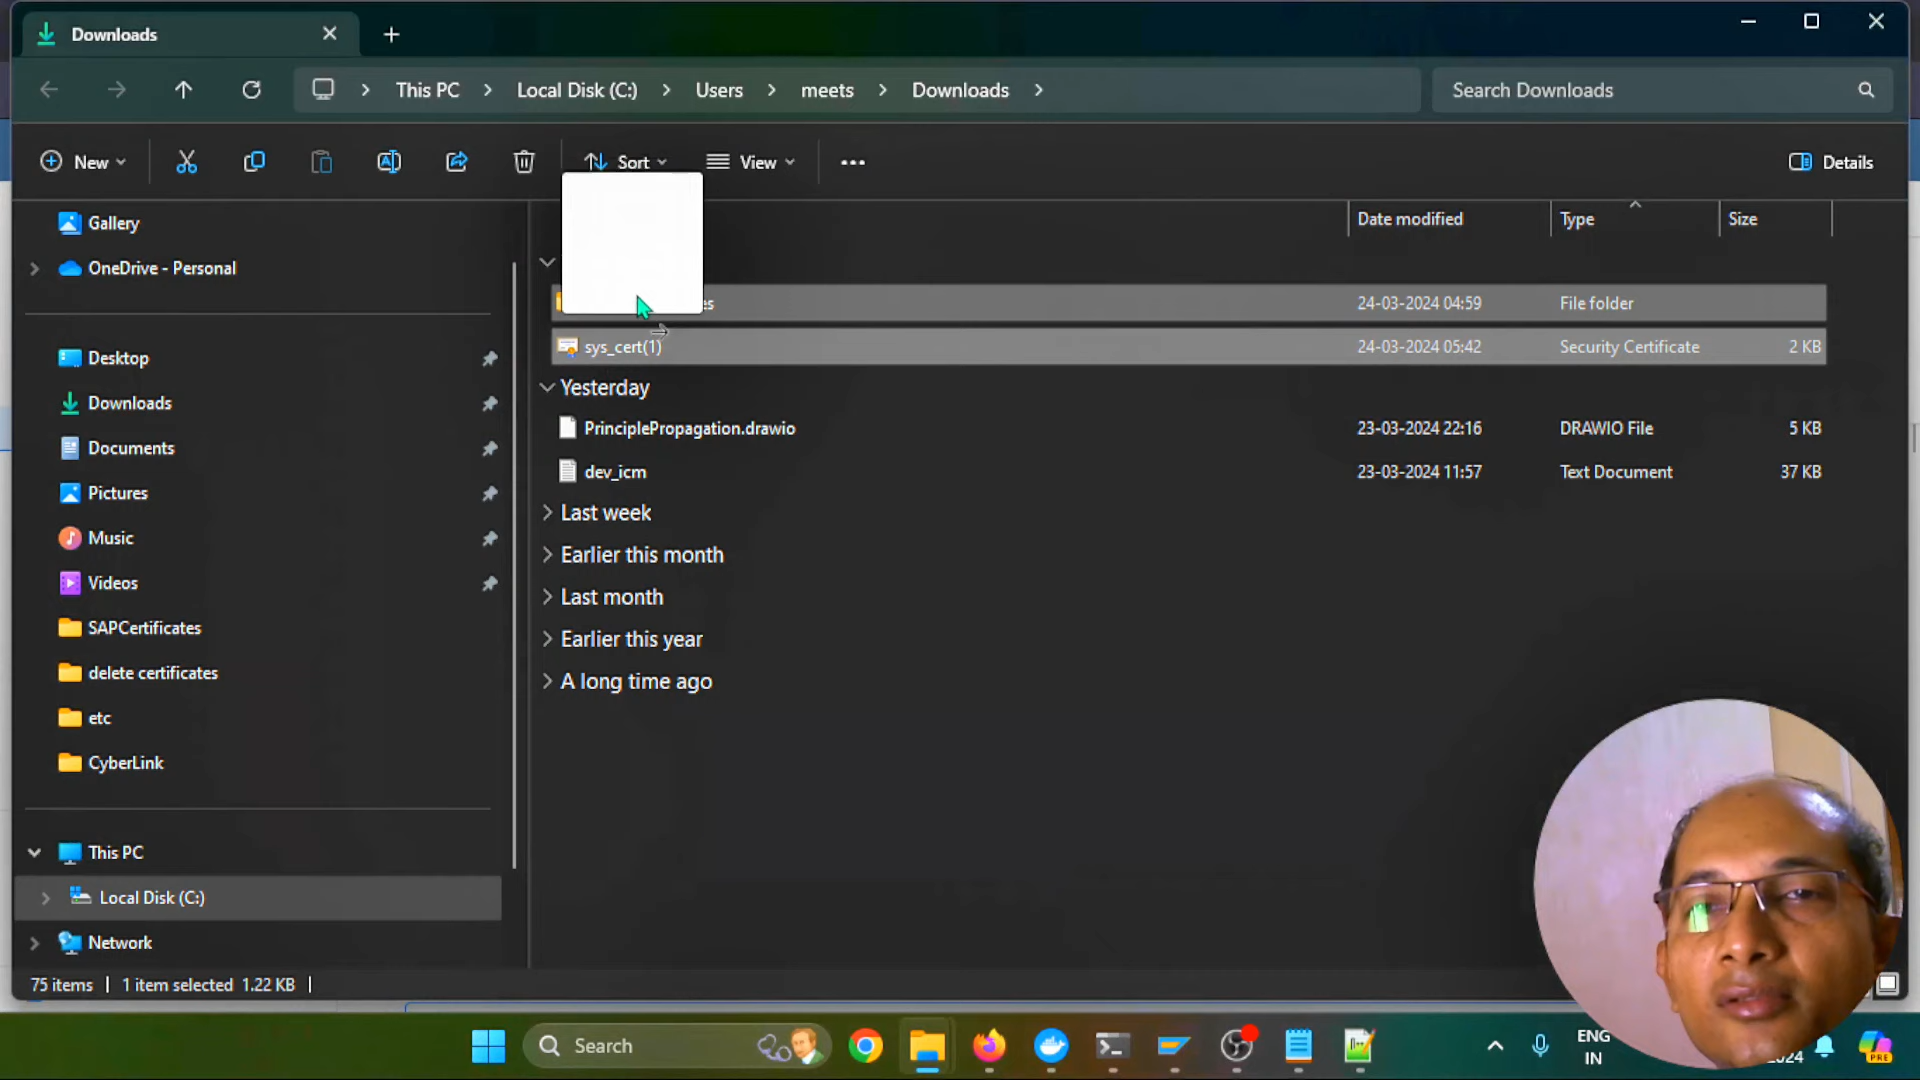 Downloads
This PC
Local Disk (C:)
Users
meets
Downloads
Search Downloads
New
Sort
View
Details
Gallery
OneDrive - Personal
Desktop
Downloads
Documents
Pictures
Music
Videos
SAPCertificates
delete certificates
etc
CyberLink
This PC
Local Disk (C:)
Network
Date modified
Type
Size
24-03-2024 04:59
File folder
sys_cert(1)
24-03-2024 05:42
Security Certificate
2 KB
Yesterday
PrinciplePropagation.drawio
23-03-2024 22:16
DRAWIO File
5 KB
dev_icm
23-03-2024 11:57
Text Document
37 KB
Last week
Earlier this month
Last month
Earlier this year
A long time ago
75 items
1 item selected 1.22 KB
Search
ENG
IN
PRE